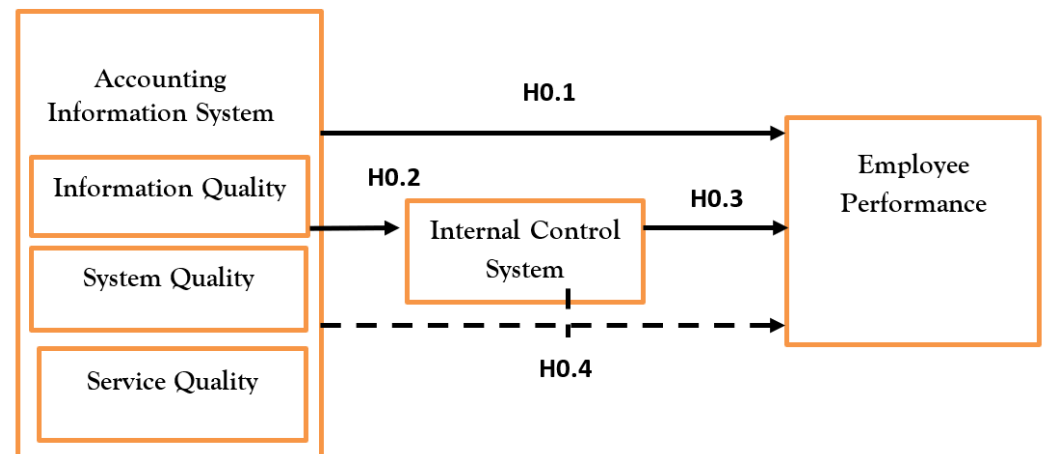 Accounting
Information System
Information Quality
System Quality
Service Quality
H0.1
H0.2
Internal Control
System
H0.3
H0.4
Employee
Performance